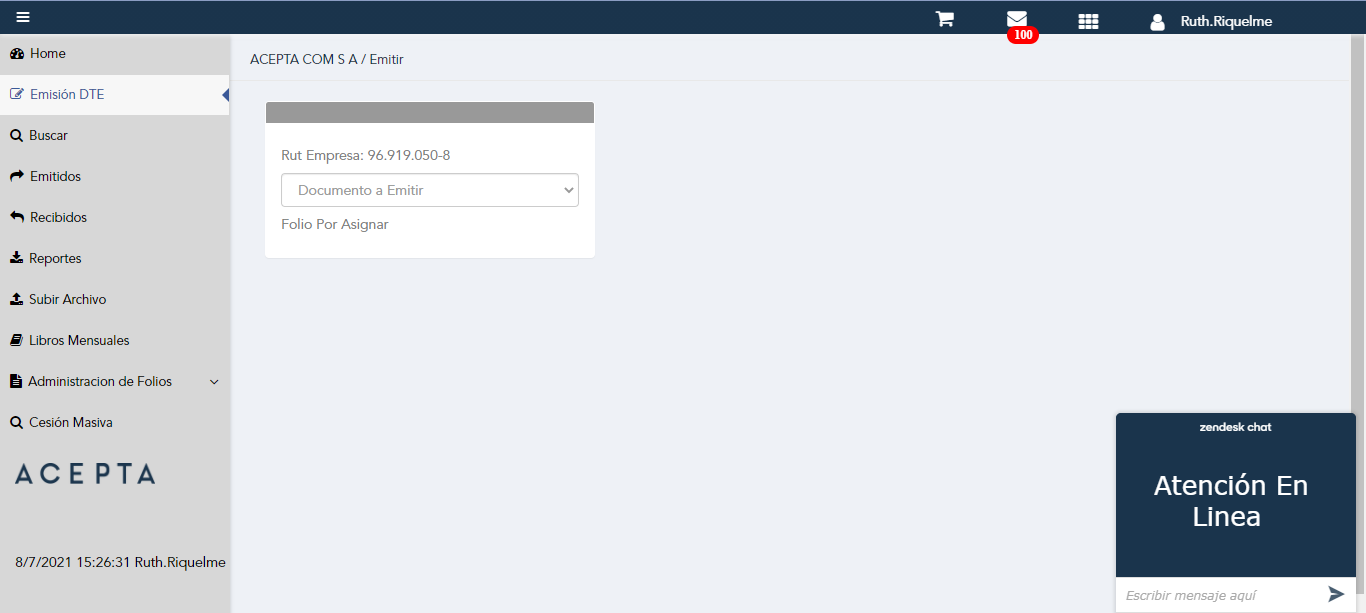 100
Ruth.Riquelme
Home
Emisión DTE
Buscar
Emitidos
Recibidos
Reportes
Subir Archivo
Libros Mensuales
Administracion de Folios
Cesión Masiva
ACEPTA
8/7/2021 15:26:31 Ruth.Riquelme
ACEPTA COM S A / Emitir
Rut Empresa: 96.919.050-8
Documento a Emitir
Folio Por Asignar
zendesk chat
Atención En
Linea
Escribir mensaje aquí